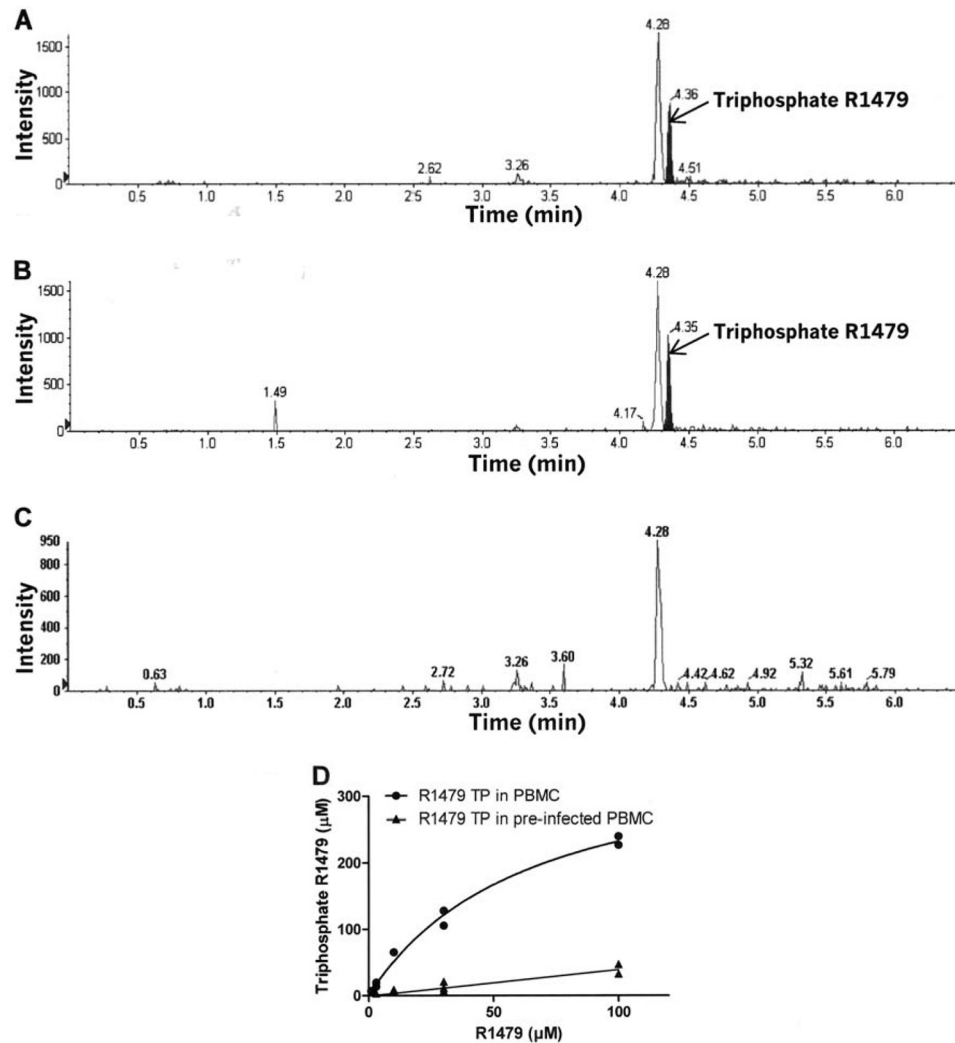 A
Intensity
1500
1000
500
0
4.28
4.36
Triphosphate R1479
2.62
3.26
4.51
0.5 1.0 1.5 2.0 2.5 3.0 3.5 4.0 4.5 5.0 5.5 6.0
Time (min)
B
Intensity
1500
1000
500
0
4.28
4.35
Triphosphate R1479
1.49
4.17
0.5 1.0 1.5 2.0 2.5 3.0 3.5 4.0 4.5 5.0 5.5 6.0
Time (min)
C
Intensity
950
800
600
400
200
0
4.28
0.63
2.72
3.26
3.60
4.42
4.62
4.92
5.32
5.61
5.79
0.5 1.0 1.5 2.0 2.5 3.0 3.5 4.0 4.5 5.0 5.5 6.0
Time (min)
D
R1479 TP in PBMC
R1479 TP in pre-infected PBMC
Triphosphate R1479 (µM)
300
200
100
0
0 50 100
R1479 (µM)